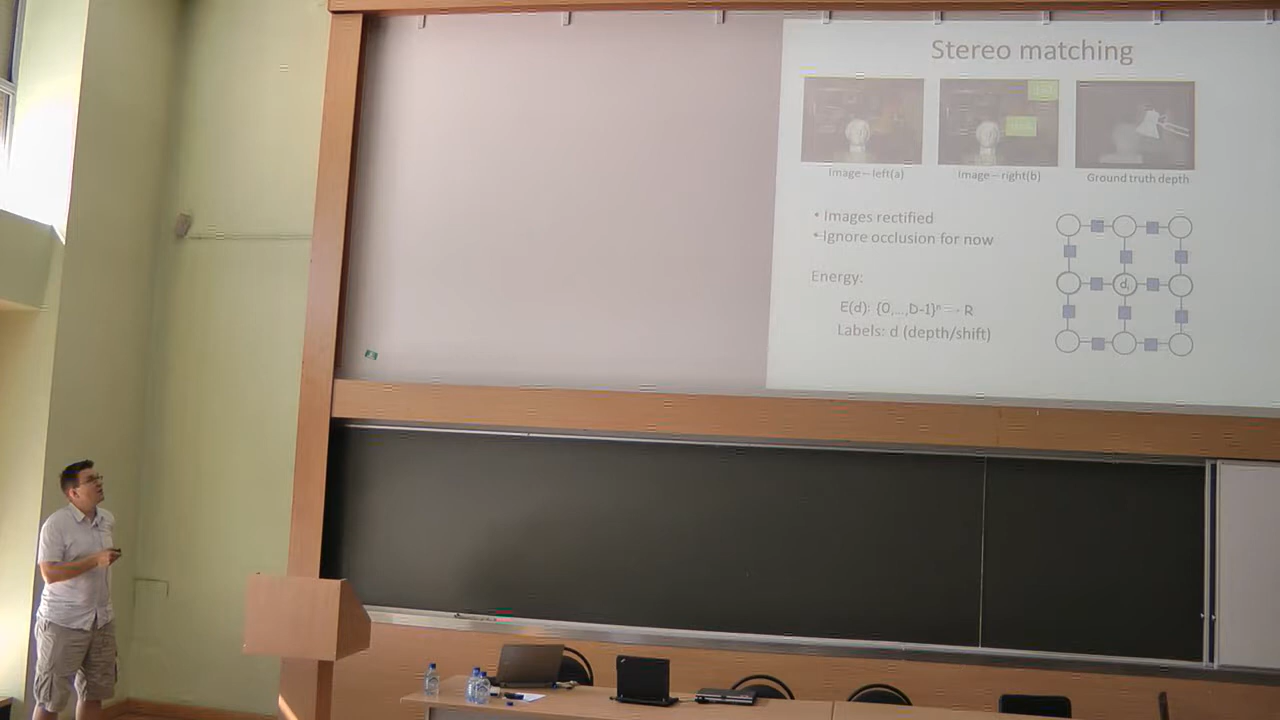 Stereo matching
Image – left(a)
Image – right(b)
Ground truth depth
• Images rectified
• Ignore occlusion for now
Energy:
E(d): {0,...,D-1}ⁿ → R
Labels: d (depth/shift)
dᵢ